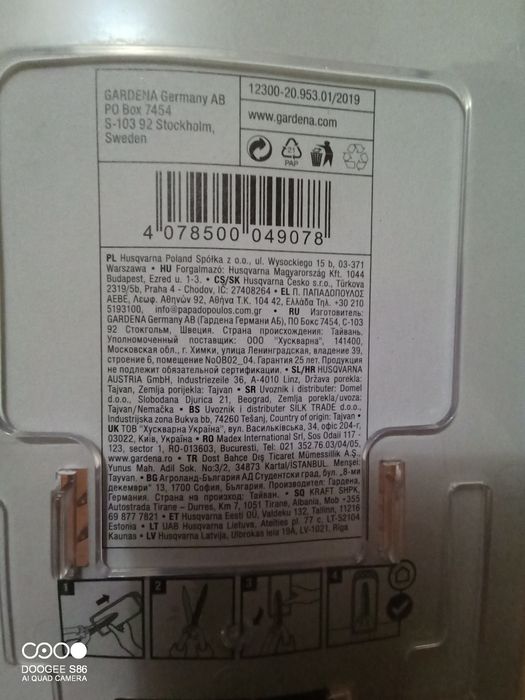 GARDENA Germany AB
PO Box 7454
S-103 92 Stockholm,
Sweden
12300-20.953.01/2019
www.gardena.com
21
PAP
4 078500 049078
PL Husqvarna Poland Spółka z o.o., ul. Wysockiego 15 b, 03-371
Warszawa • HU Forgalmazó: Husqvarna Magyarország Kft. 1044
Budapest, Ezred u. 1-3. • CS/SK Husqvarna Česko s.r.o., Türkova
2319/5b, Praha 4 - Chodov, IČ: 27408264 • EL Π. ΠΑΠΑΔΟΠΟΥΛΟΣ
ΑΕΒΕ, Λεωφ. Αθηνών 92, Αθήνα Τ.Κ. 104 42, Ελλάδα Τηλ. +30 210
5193100, info@papadopoulos.com.gr • RU Изготовитель:
GARDENA Germany AB (Гардена Германи АБ), ПО Бокс 7454, С-103
92 Стокгольм, Швеция. Страна происхождения: Тайвань.
Уполномоченный поставщик: ООО "Хускварна", 141400,
Московская обл., г. Химки, улица Ленинградская, владение 39,
строение 6, помещение №OB02_04. Гарантия 25 лет. Продукция
не подлежит обязательной сертификации. • SL/HR HUSQVARNA
AUSTRIA GmbH, Industriezeile 36, A-4010 Linz, Država porekla:
Tajvan, Zemlja porijekla: Tajvan • SR Uvoznik i distributer: Domel
d.o.o., Slobodana Djurica 21, Beograd, Zemlja porekla/uvoza:
Tajvan/Nemačka • BS Uvoznik i distributer SILK TRADE d.o.o.,
Industrijska zona Bukva bb, 74260 Tešanj, Country of origin: Tajvan •
UK ТОВ "Хускварна Україна", вул. Васильківська, 34, офіс 204-г,
03022, Київ, Україна • RO Madex International Srl, Sos Odaii 117 -
123, sector 1, RO-013603, Bucuresti, Tel: 021 352.76.03/04/05,
www.gardena.ro • TR Dost Bahce Dış Ticaret Mümessillik A.Ş.
Yunus Mah. Adil Sok. No:3/2, 34873 Kartal/ISTANBUL. Menşei:
Tayvan. • BG Агроланд-България АД Студентски град, бул. „8-ми
декември" 13, 1700 София, България. Производител: Гардена,
Германия. Страна на произход: Тайван. • SQ KRAFT SHPK,
Autostrada Tirane – Durres, Km 7, 1051 Tirane, Albania, Mob +355
69 877 7821 • ET Husqvarna Eesti OÜ, Valdeku 132, Tallinn, 11216
Estonia • LT UAB Husqvarna Lietuva, Ateities pl. 77 c, LT-52104
Kaunas • LV Husqvarna Latvija, Ulbrokas iela 19A, LV-1021, Riga
1 2 3 4
DOOGEE S86
AI QUAD CAMERA